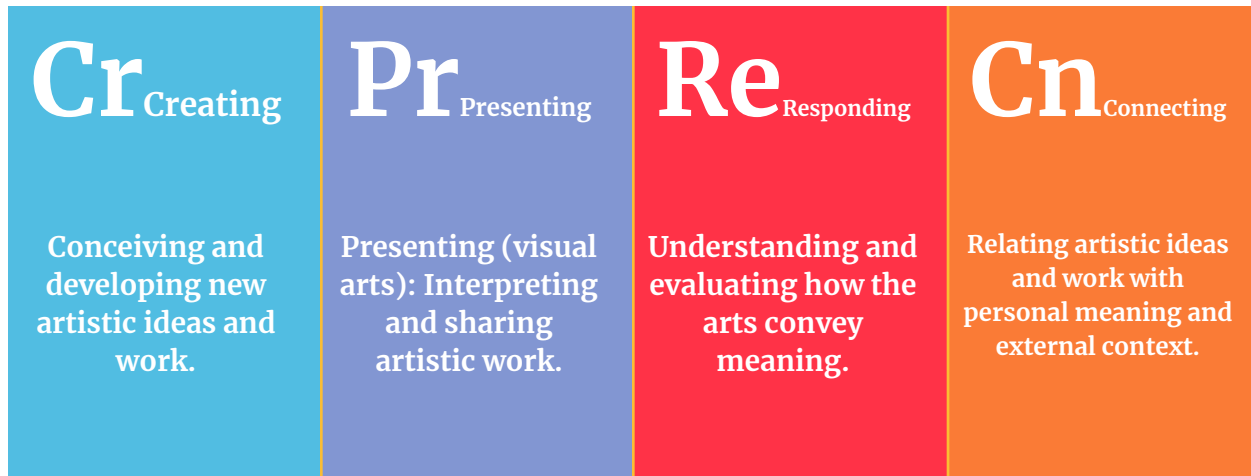 Cr Creating
Conceiving and
developing new
artistic ideas and
work.
Pr Presenting
Presenting (visual
arts): Interpreting
and sharing
artistic work.
Re Responding
Understanding and
evaluating how the
arts convey
meaning.
Cn Connecting
Relating artistic ideas
and work with
personal meaning and
external context.